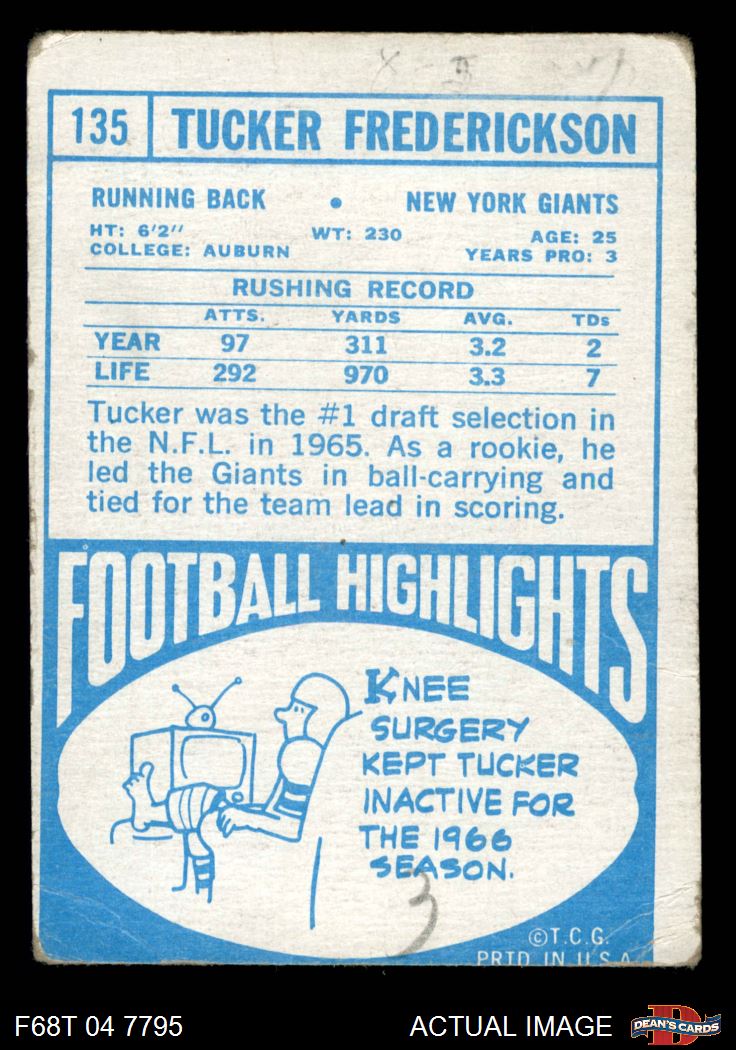 135 TUCKER FREDERICKSON
RUNNING BACK • NEW YORK GIANTS
HT: 6'2" WT: 230 AGE: 25
COLLEGE: AUBURN YEARS PRO: 3
RUSHING RECORD
ATTS. YARDS AVG. TDs
YEAR 97 311 3.2 2
LIFE 292 970 3.3 7
Tucker was the #1 draft selection in
the N.F.L. in 1965. As a rookie, he
led the Giants in ball-carrying and
tied for the team lead in scoring.
FOOTBALL HIGHLIGHTS
KNEE
SURGERY
KEPT TUCKER
INACTIVE FOR
THE 1966
SEASON.
3
©T.C.G.
PRTD. IN U.S.A.
F68T 04 7795 ACTUAL IMAGE DEAN'S CARDS